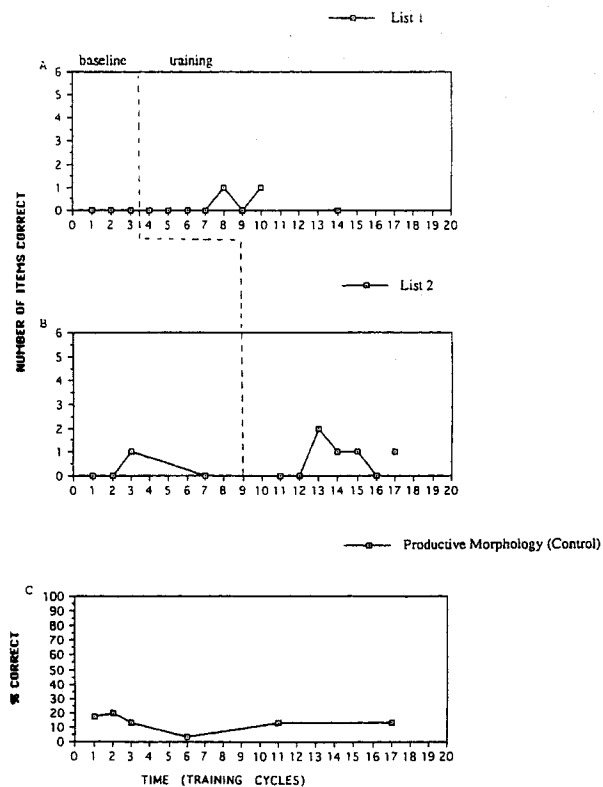 List 1
baseline training
A
6
5
4
3
2
1
0
0 1 2 3 4 5 6 7 8 9 10 11 12 13 14 15 16 17 18 19 20
NUMBER OF ITEMS CORRECT
List 2
B
6
5
4
3
2
1
0
0 1 2 3 4 5 6 7 8 9 10 11 12 13 14 15 16 17 18 19 20
Productive Morphology (Control)
C
100
90
80
70
60
50
40
30
20
10
0
% CORRECT
0 1 2 3 4 5 6 7 8 9 10 11 12 13 14 15 16 17 18 19 20
TIME (TRAINING CYCLES)